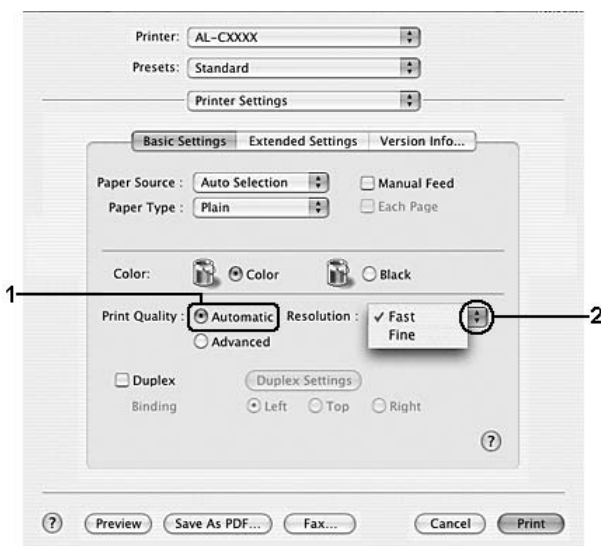 Printer: AL-CXXXX
Presets: Standard
Printer Settings
Basic Settings Extended Settings Version Info...
Paper Source : Auto Selection Manual Feed
Paper Type : Plain Each Page
Color: Color Black
1
Print Quality : Automatic Resolution : ✓ Fast 2
Fine
Advanced
Duplex Duplex Settings
Binding Left Top Right
?
? Preview Save As PDF... Fax... Cancel Print